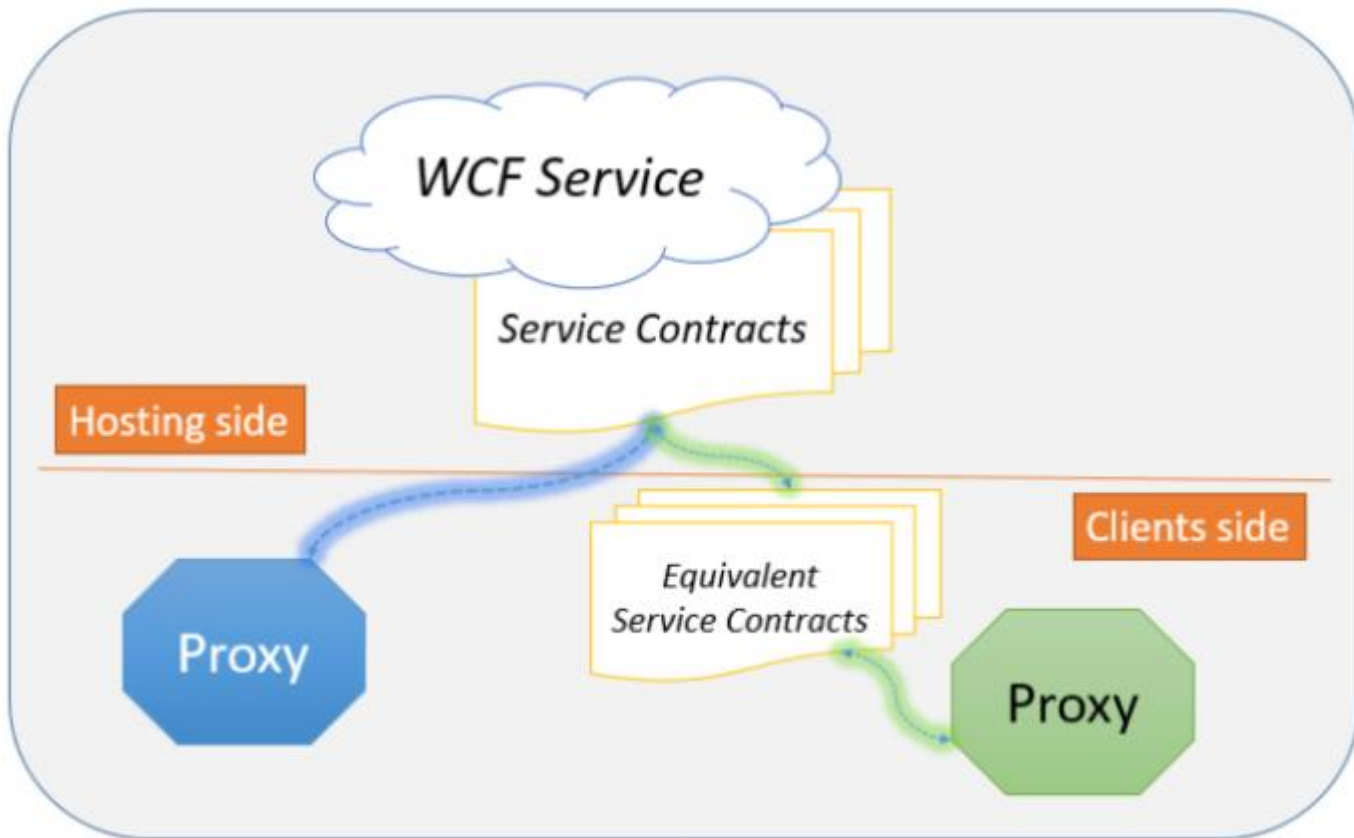 WCF Service
Service Contracts
Hosting side
Clients side
Equivalent
Service Contracts
Proxy
Proxy